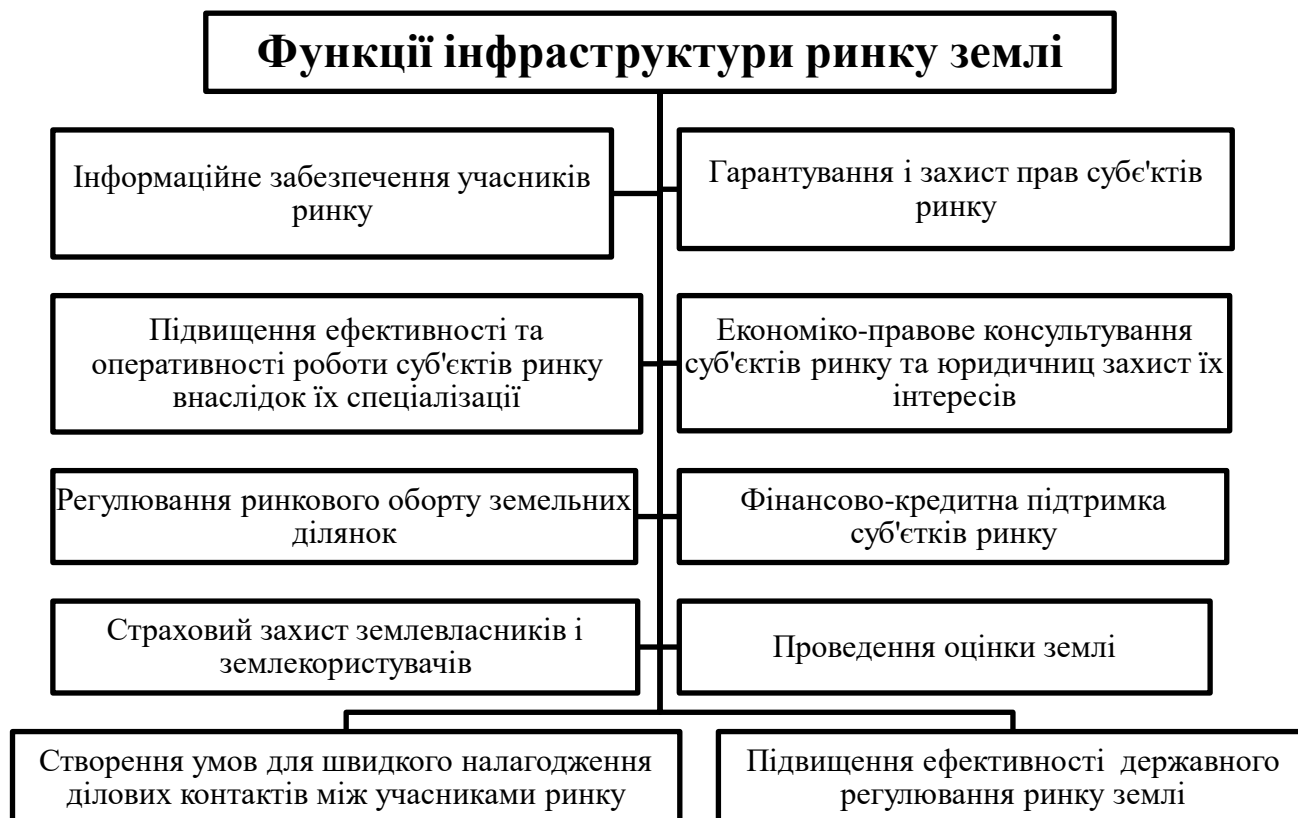 Функції інфраструктури ринку землі
Інформаційне забезпечення учасників
ринку
Гарантування і захист прав субє'ктів
ринку
Підвищення ефективності та
оперативності роботи суб'єктів ринку
внаслідок їх спеціалізації
Економіко-правове консультування
суб'єктів ринку та юридичниц захист їх
інтересів
Регулювання ринкового оборту земельних
ділянок
Фінансово-кредитна підтримка
суб'єтків ринку
Страховий захист землевласників і
землекористувачів
Проведення оцінки землі
Створення умов для швидкого налагодження
ділових контактів між учасниками ринку
Підвищення ефективності державного
регулювання ринку землі